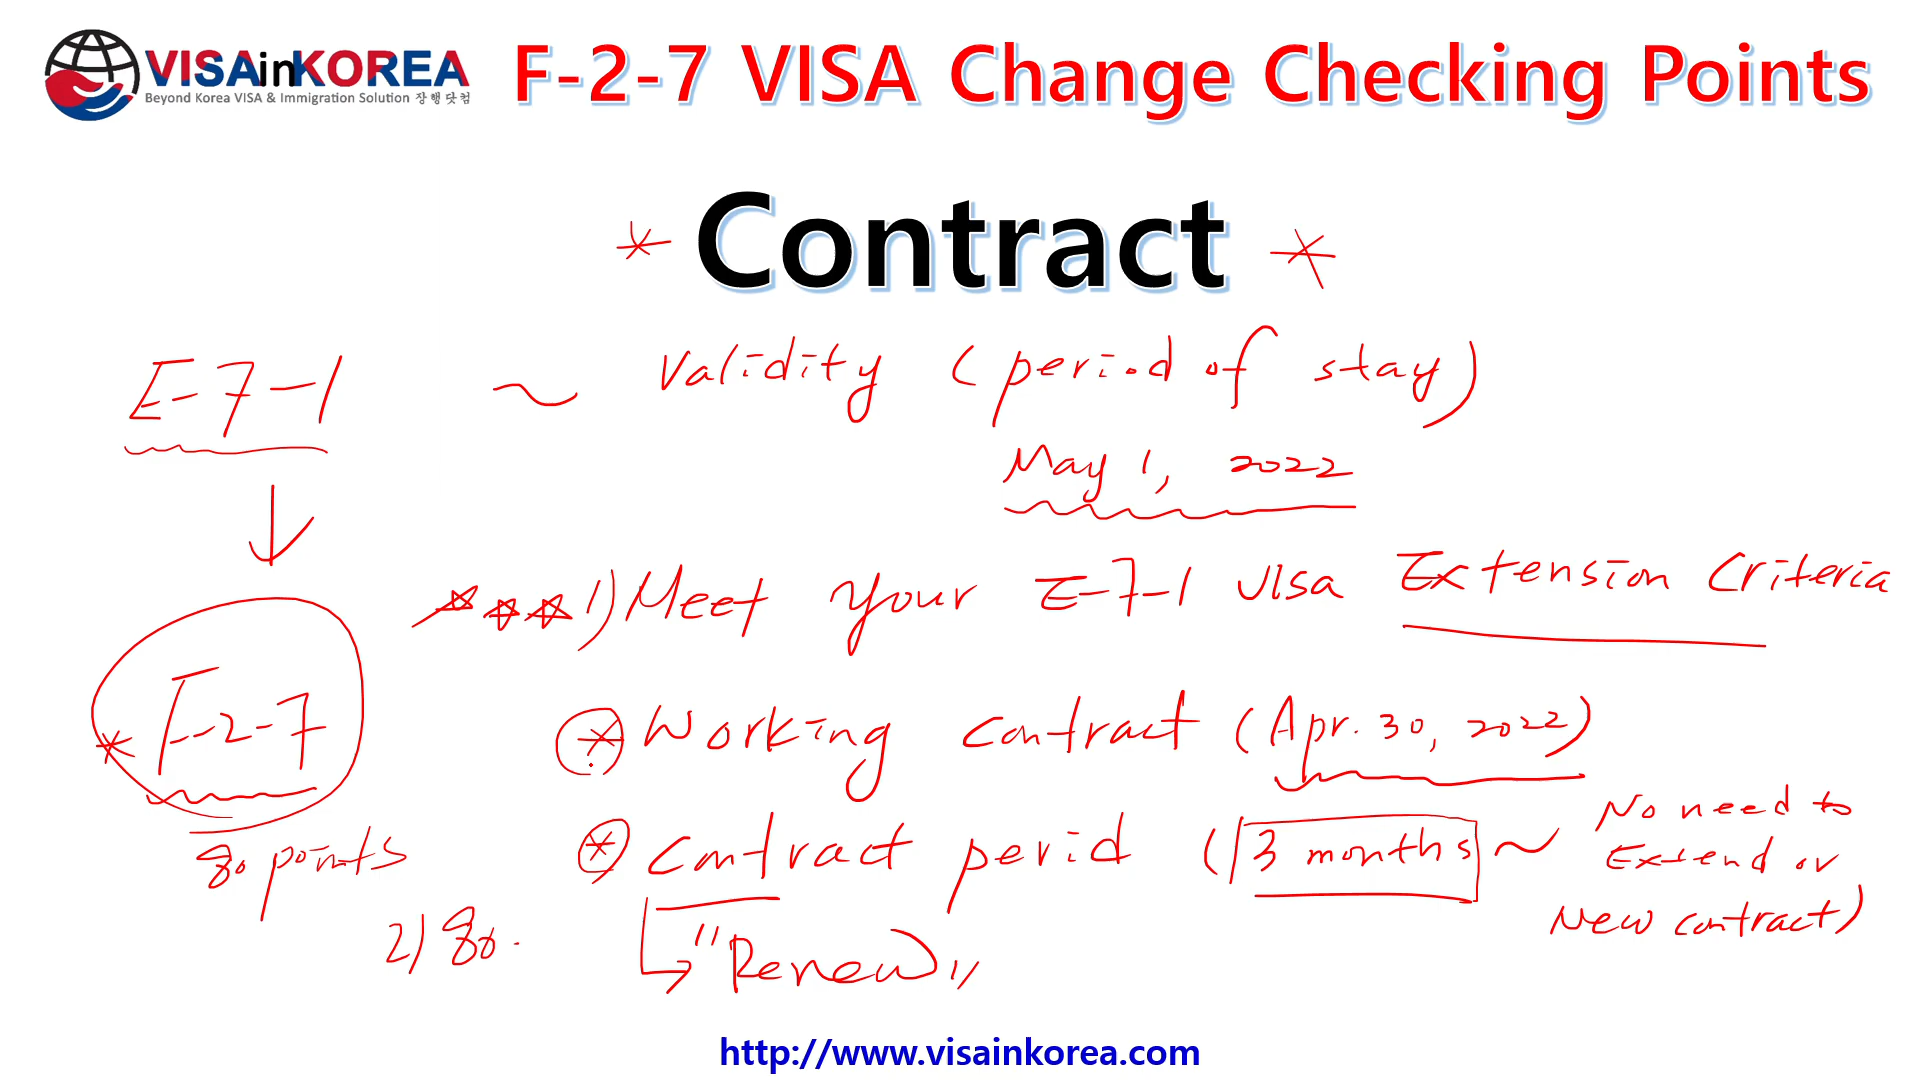 VISAinKOREA
Beyond Korea VISA & Immigration Solution 장행닷컴
F-2-7 VISA Change Checking Points
* Contract *
E-7-1 ~ Validity (period of stay)
May 1, 2022
1) Meet your E-7-1 visa Extension Criteria
* F-2-7
* Working contract (Apr. 30, 2022)
80 points
* Contract perid (3 months ~ No need to
Extend or
New contract)
2) 80.
"Renew"
http://www.visainkorea.com